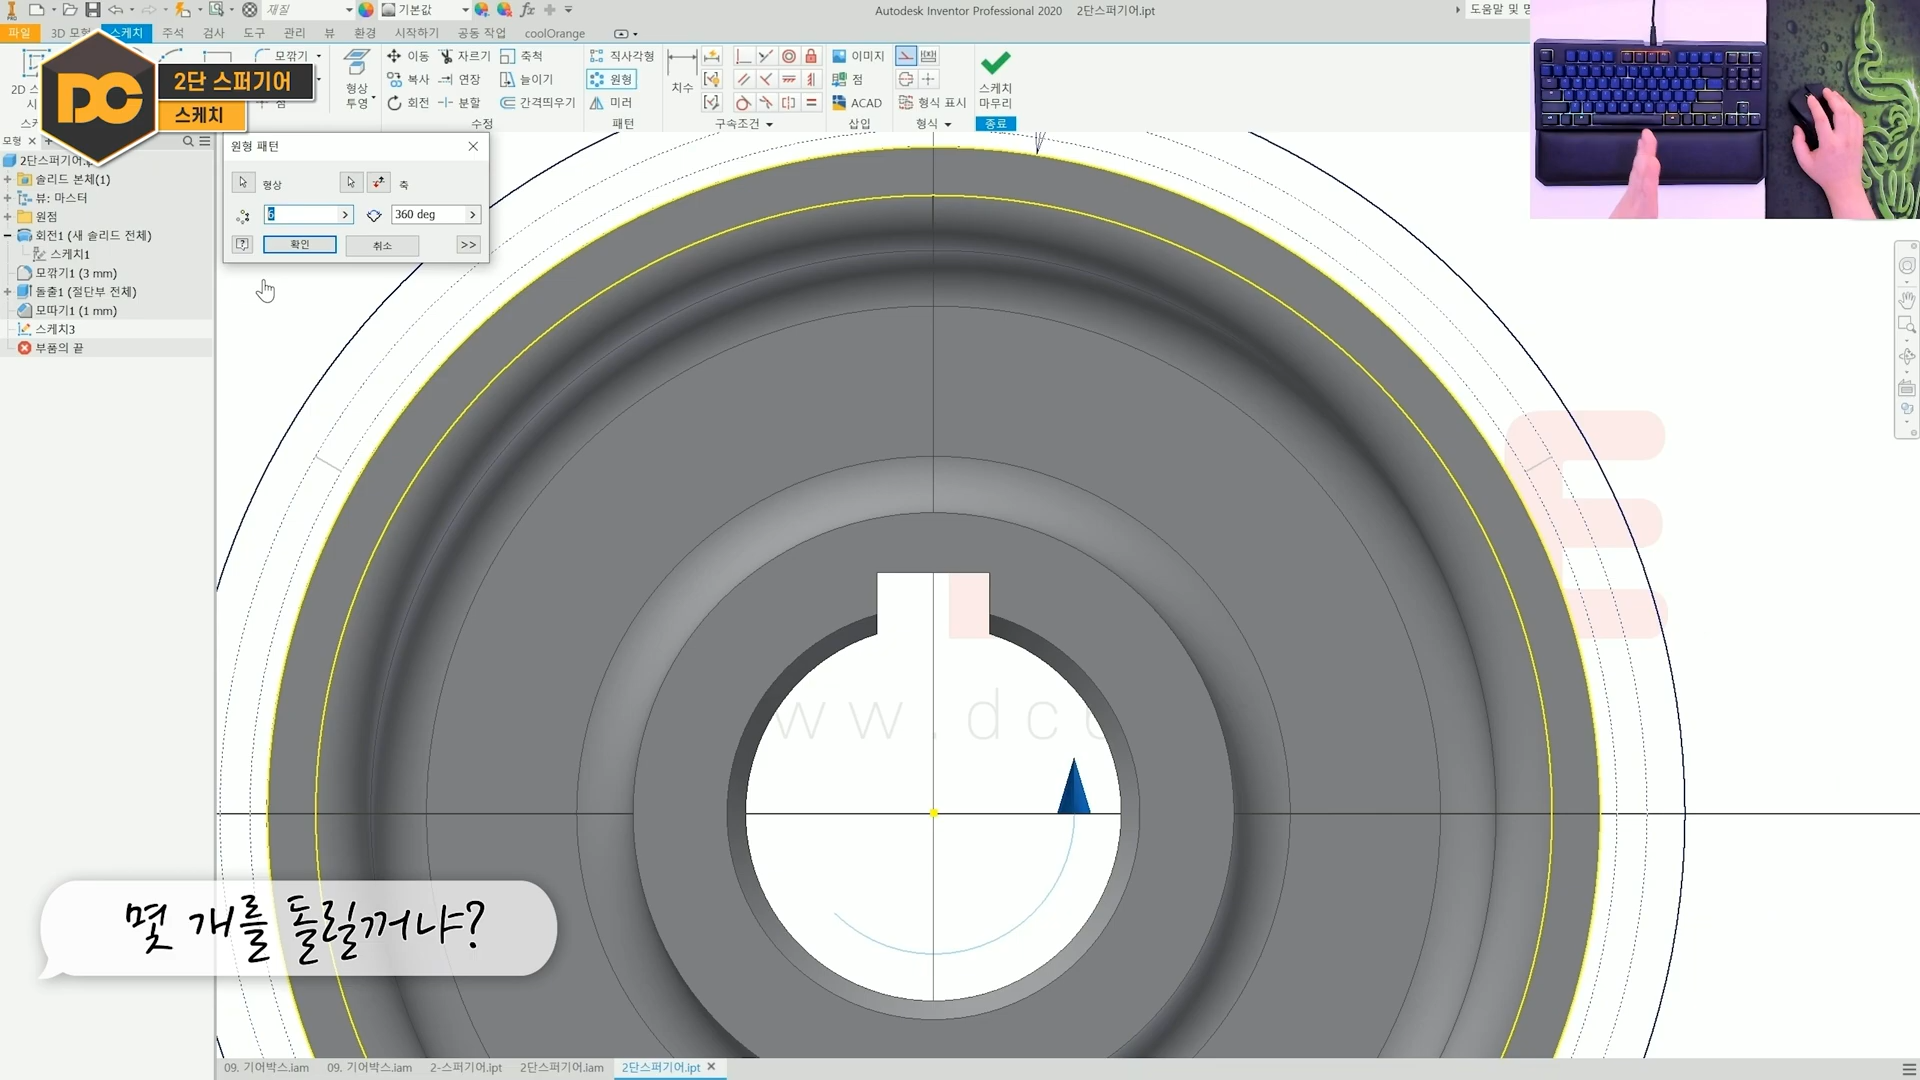 재질
기본값
Autodesk Inventor Professional 2020 2단스퍼기어.ipt
도움말 및 명
파일 3D 모형 스케치 주석 검사 도구 관리 뷰 환경 시작하기 공동 작업 coolOrange
모깎기 이동 자르기 축척 직사각형 이미지
형상 투영 복사 연장 늘이기 원형 치수 점 스케치 마무리
회전 분할 간격띄우기 미러 ACAD 형식 표시
수정 패턴 구속조건 삽입 형식 종료
DC
2단 스퍼기어
스케치
모형
2단스퍼기어
솔리드 본체(1)
뷰: 마스터
원점
회전1 (새 솔리드 전체)
스케치1
모깎기1 (3 mm)
돌출1 (절단부 전체)
모따기1 (1 mm)
스케치3
부품의 끝
원형 패턴
형상 축
6 360 deg
확인 취소 >>
몇 개를 돌릴꺼냐?
09. 기어박스.iam 09. 기어박스.iam 2-스퍼기어.ipt 2단스퍼기어.iam 2단스퍼기어.ipt